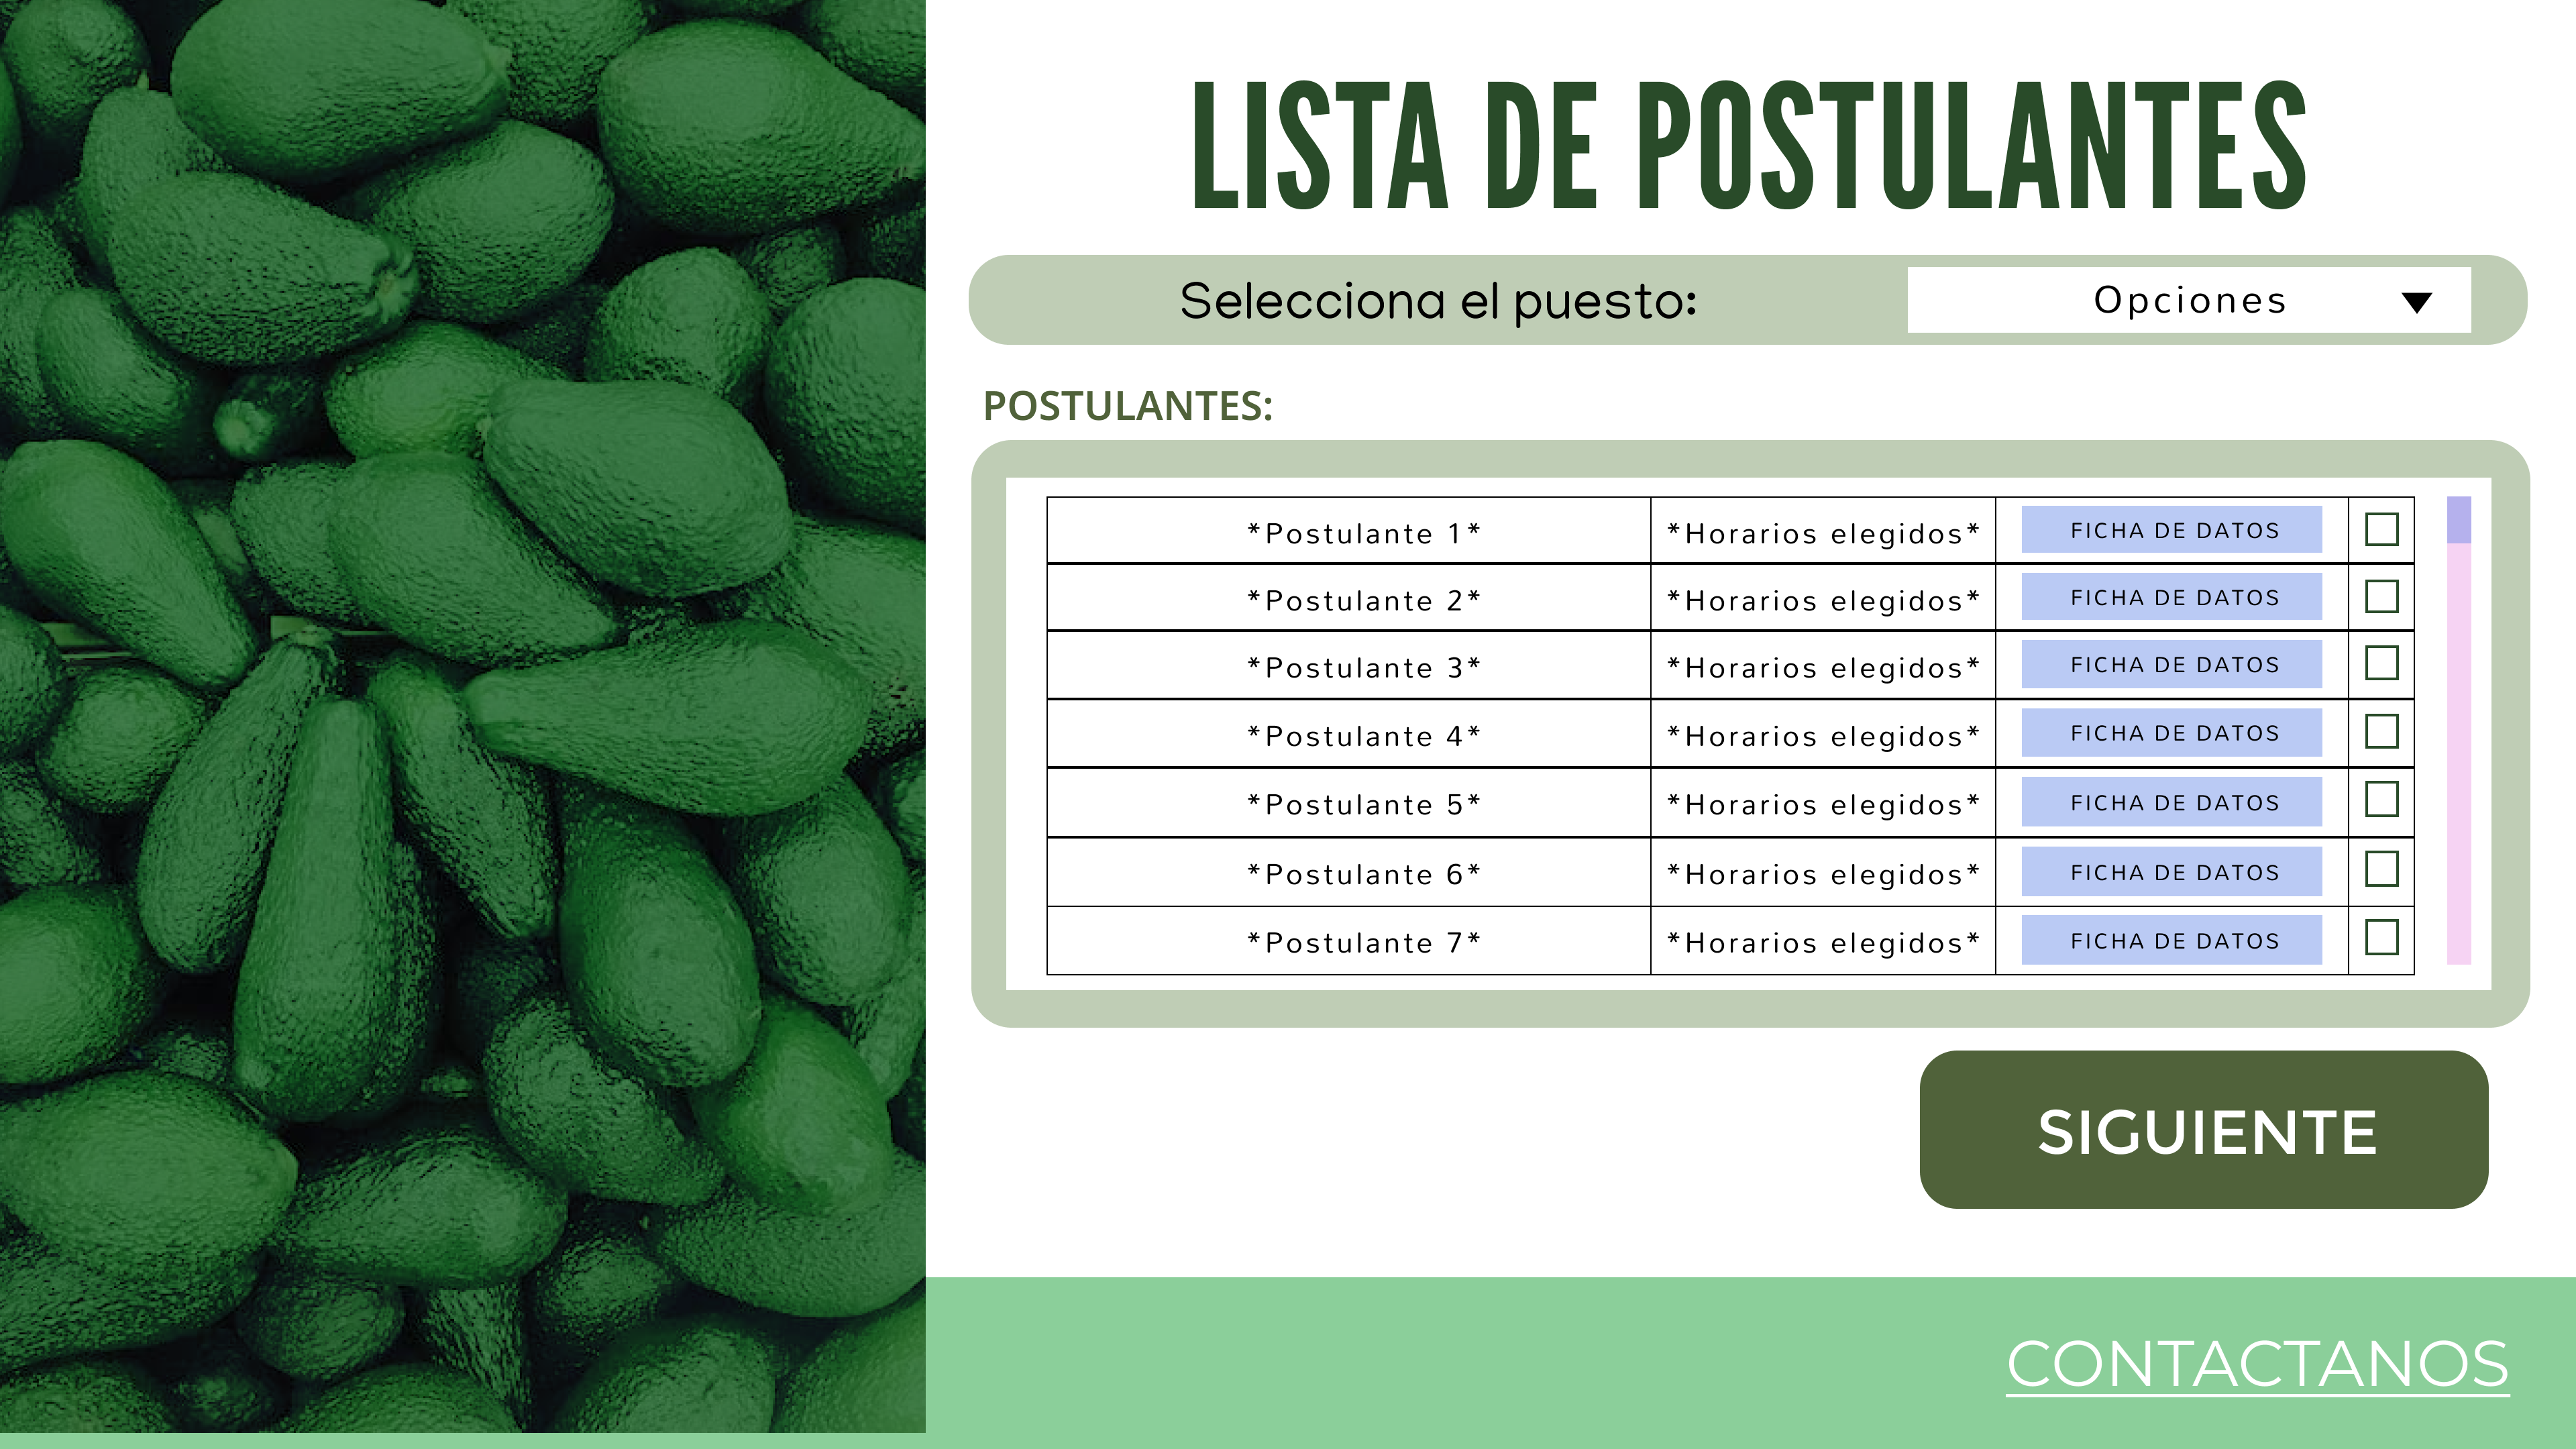 LISTA DE POSTULANTES
Selecciona el puesto: Opciones
POSTULANTES:
*Postulante 1* *Horarios elegidos* FICHA DE DATOS
*Postulante 2* *Horarios elegidos* FICHA DE DATOS
*Postulante 3* *Horarios elegidos* FICHA DE DATOS
*Postulante 4* *Horarios elegidos* FICHA DE DATOS
*Postulante 5* *Horarios elegidos* FICHA DE DATOS
*Postulante 6* *Horarios elegidos* FICHA DE DATOS
*Postulante 7* *Horarios elegidos* FICHA DE DATOS
SIGUIENTE
CONTACTANOS